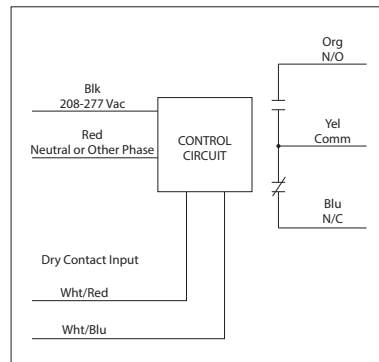 Org
N/O
Blk
208-277 Vac
Red
Neutral or Other Phase
CONTROL
CIRCUIT
Yel
Comm
Blu
N/C
Dry Contact Input
Wht/Red
Wht/Blu